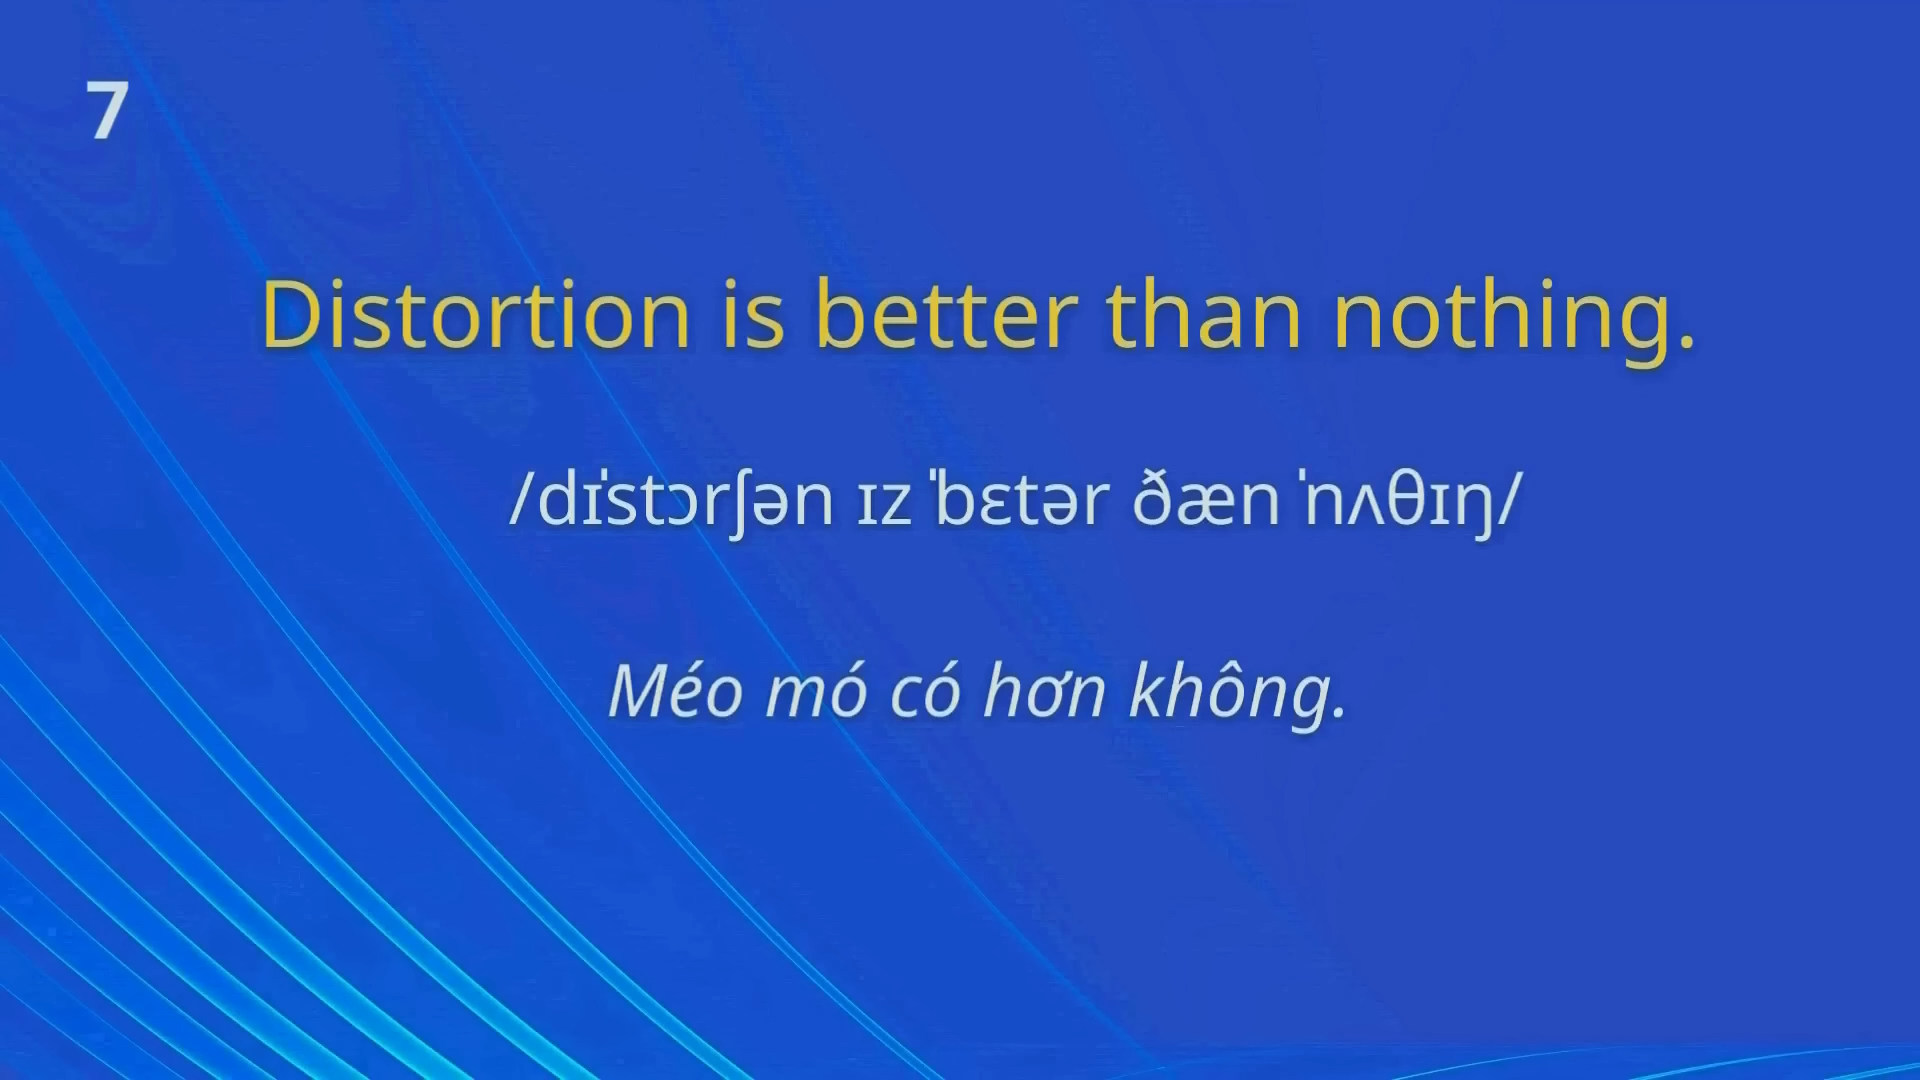 7
Distortion is better than nothing.
/dɪˈstɔrʃən ɪz ˈbɛtər ðæn ˈnʌθɪŋ/
Méo mó có hơn không.